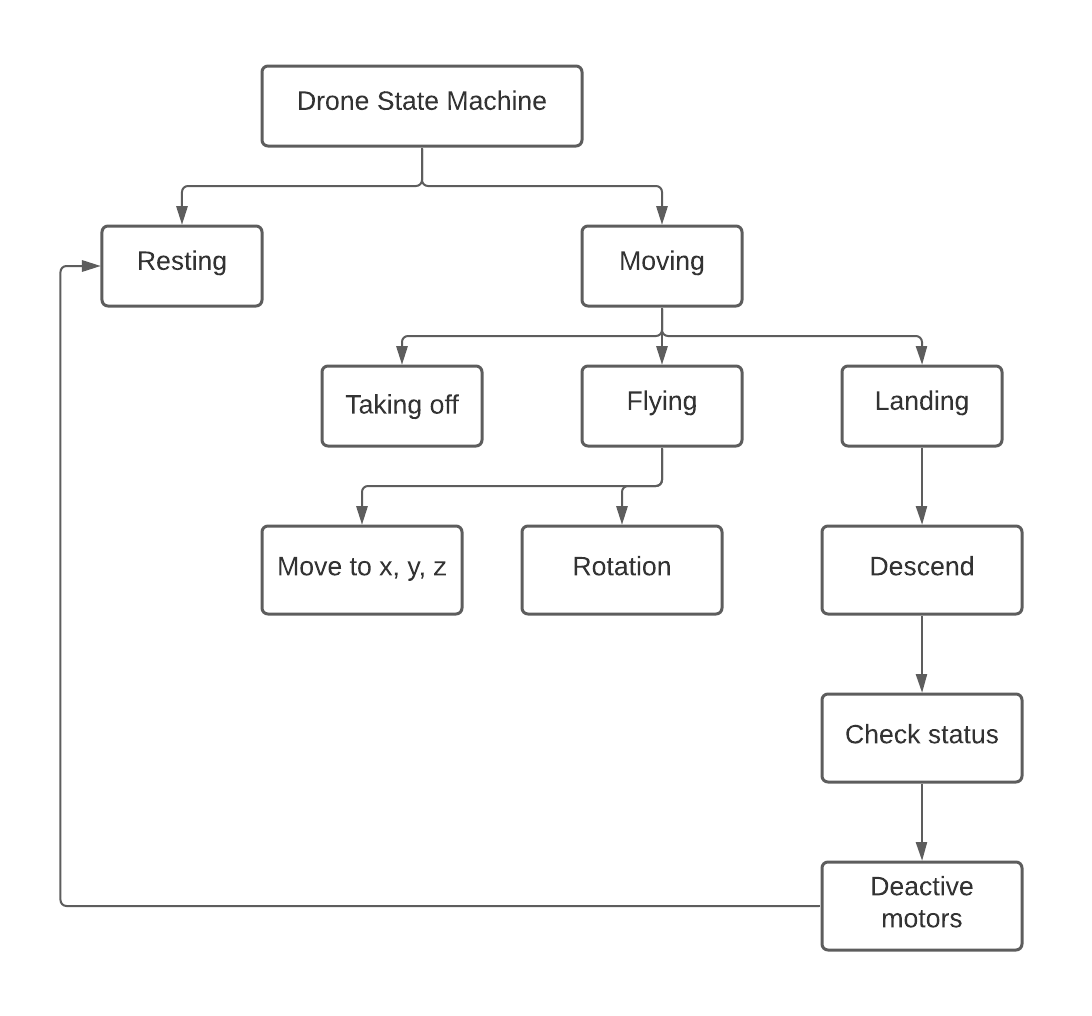 Drone State Machine
Resting
Moving
Taking off
Flying
Landing
Move to x, y, z
Rotation
Descend
Check status
Deactive
motors